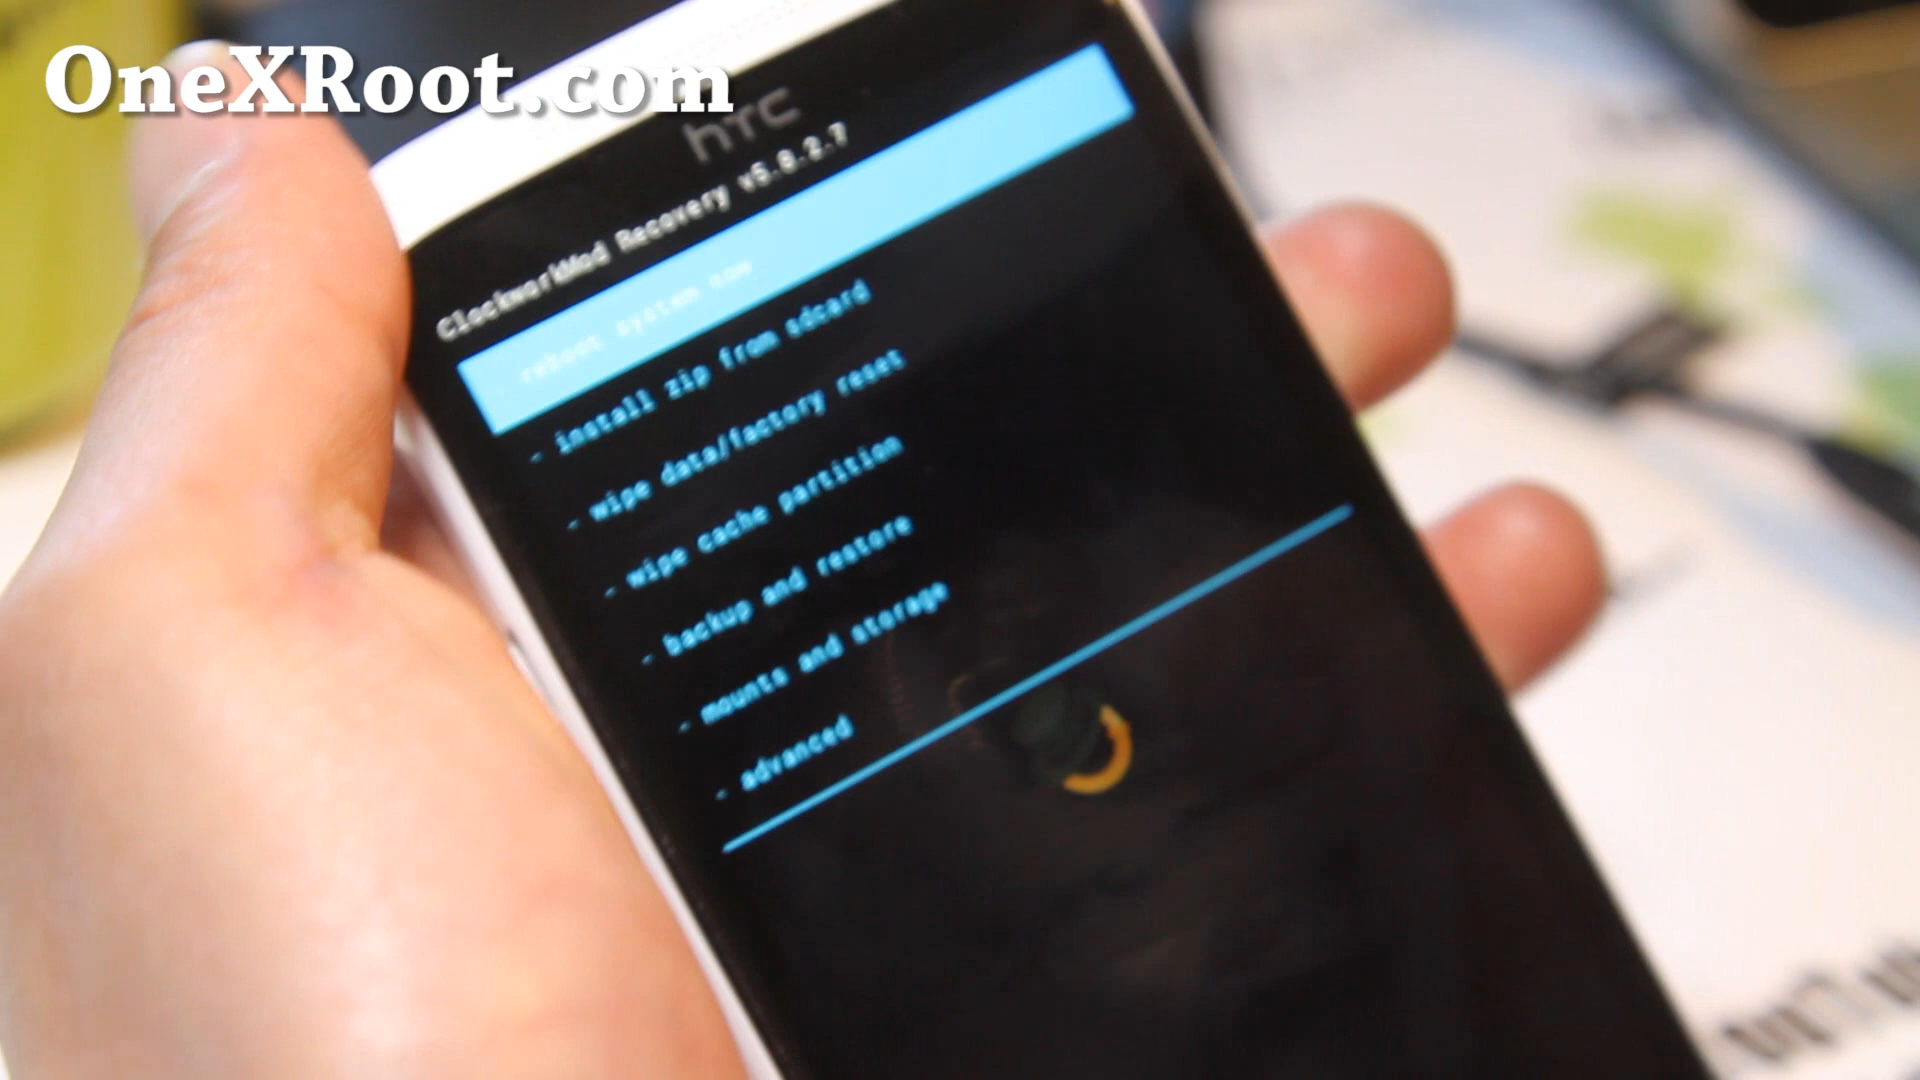 OneXRoot.com
hTC
ClockworkMod Recovery v5.8.2.7
reboot system now
- install zip from sdcard
- wipe data/factory reset
- wipe cache partition
- backup and restore
- mounts and storage
- advanced